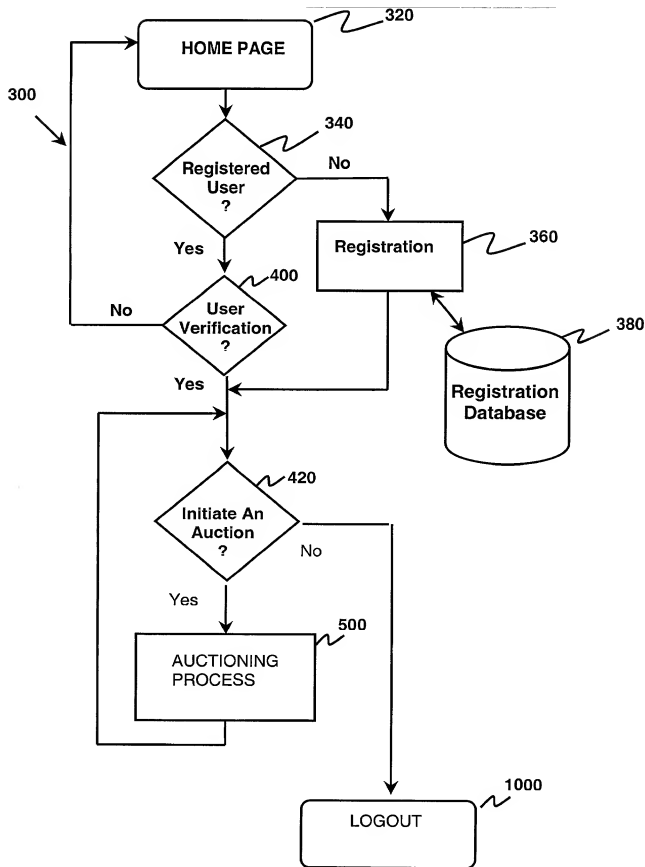 320
HOME PAGE
300
340
Registered
User
?
No
Yes
Registration
360
400
User
Verification
?
No
380
Registration
Database
Yes
420
Initiate An
Auction
?
No
Yes
500
AUCTIONING
PROCESS
1000
LOGOUT